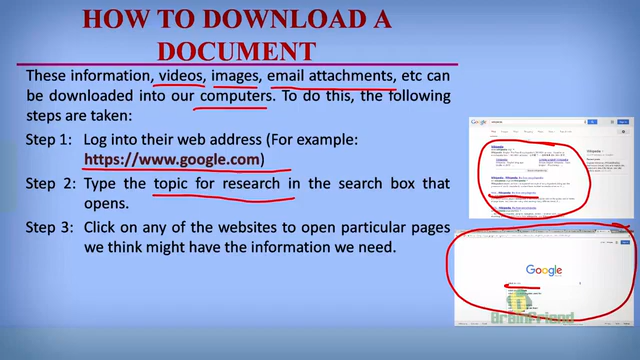 HOW TO DOWNLOAD A
DOCUMENT
These information, videos, images, email attachments, etc can
be downloaded into our computers. To do this, the following
steps are taken:
Step 1: Log into their web address (For example:
https://www.google.com)
Step 2: Type the topic for research in the search box that
opens.
Step 3: Click on any of the websites to open particular pages
we think might have the information we need.
Google
Google
BrainFriend